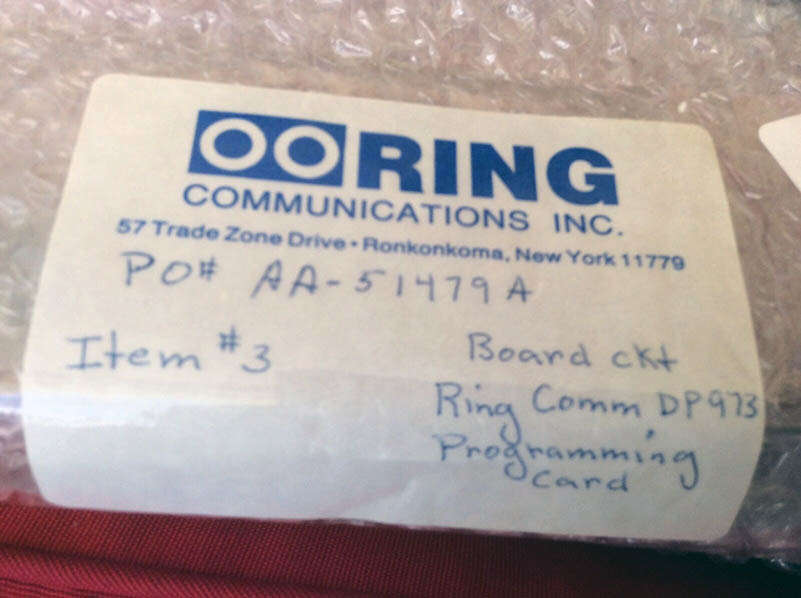 OORING
COMMUNICATIONS INC.
57 Trade Zone Drive • Ronkonkoma, New York 11779
PO# AA-51479A
Item #3
Board ckt
Ring Comm DP973
Programming
Card